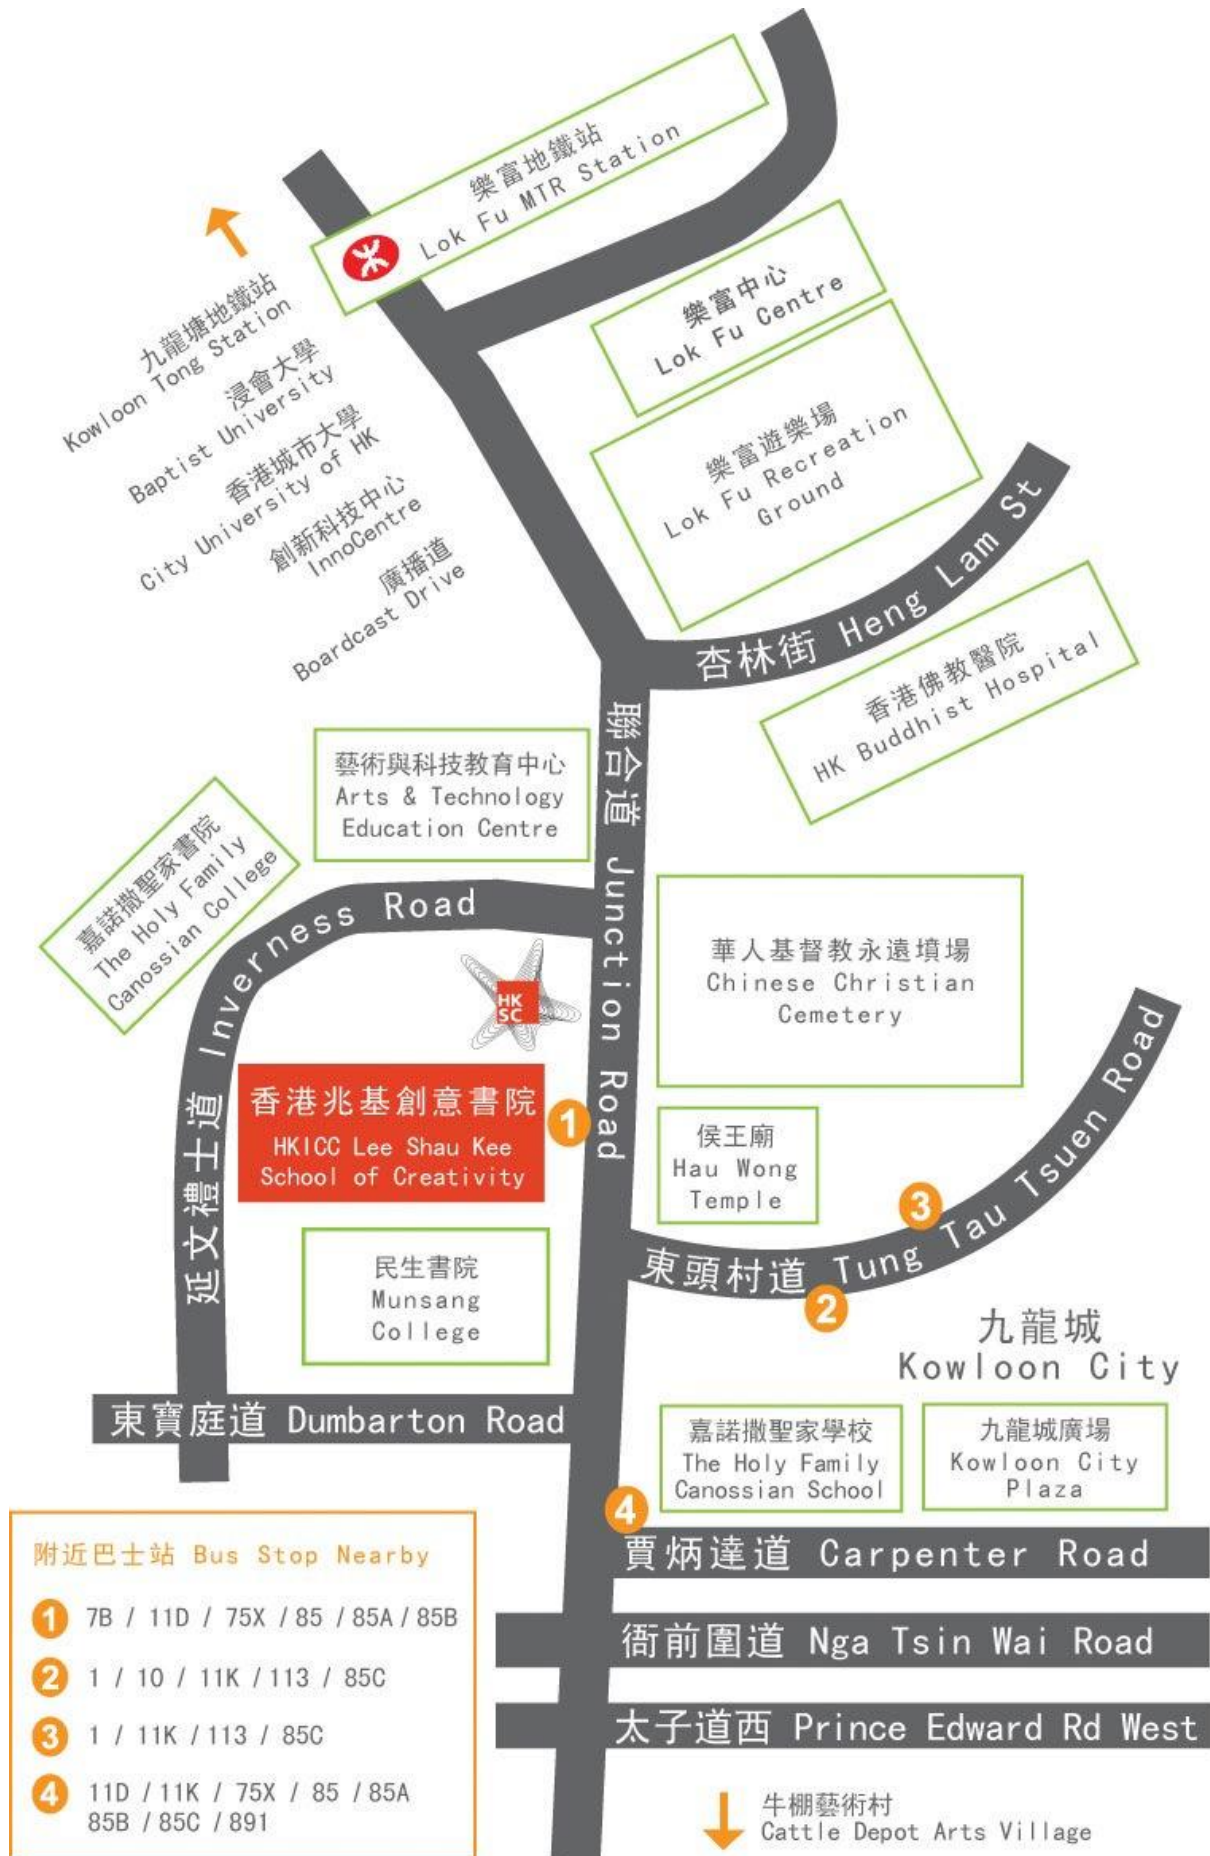 樂富地鐵站
Lok Fu MTR Station
九龍塘地鐵站
Kowloon Tong Station
浸會大學
Baptist University
香港城市大學
City University of HK
創新科技中心
InnoCentre
廣播道
Boardcast Drive
樂富中心
Lok Fu Centre
樂富遊樂場
Lok Fu Recreation
Ground
杏林街 Heng Lam St
香港佛教醫院
HK Buddhist Hospital
聯合道 Junction Road
藝術與科技教育中心
Arts & Technology
Education Centre
嘉諾撒聖家書院
The Holy Family
Canossian College
延文禮士道 Inverness Road
HK
SC
華人基督教永遠墳場
Chinese Christian
Cemetery
香港兆基創意書院
HKICC Lee Shau Kee
School of Creativity
1
侯王廟
Hau Wong
Temple
3
東頭村道 Tung Tau Tsuen Road
2
民生書院
Munsang
College
九龍城
Kowloon City
東寶庭道 Dumbarton Road
嘉諾撒聖家學校
The Holy Family
Canossian School
九龍城廣場
Kowloon City
Plaza
4
賈炳達道 Carpenter Road
衙前圍道 Nga Tsin Wai Road
太子道西 Prince Edward Rd West
附近巴士站 Bus Stop Nearby
1 7B / 11D / 75X / 85 / 85A / 85B
2 1 / 10 / 11K / 113 / 85C
3 1 / 11K / 113 / 85C
4 11D / 11K / 75X / 85 / 85A
85B / 85C / 891
牛棚藝術村
Cattle Depot Arts Village